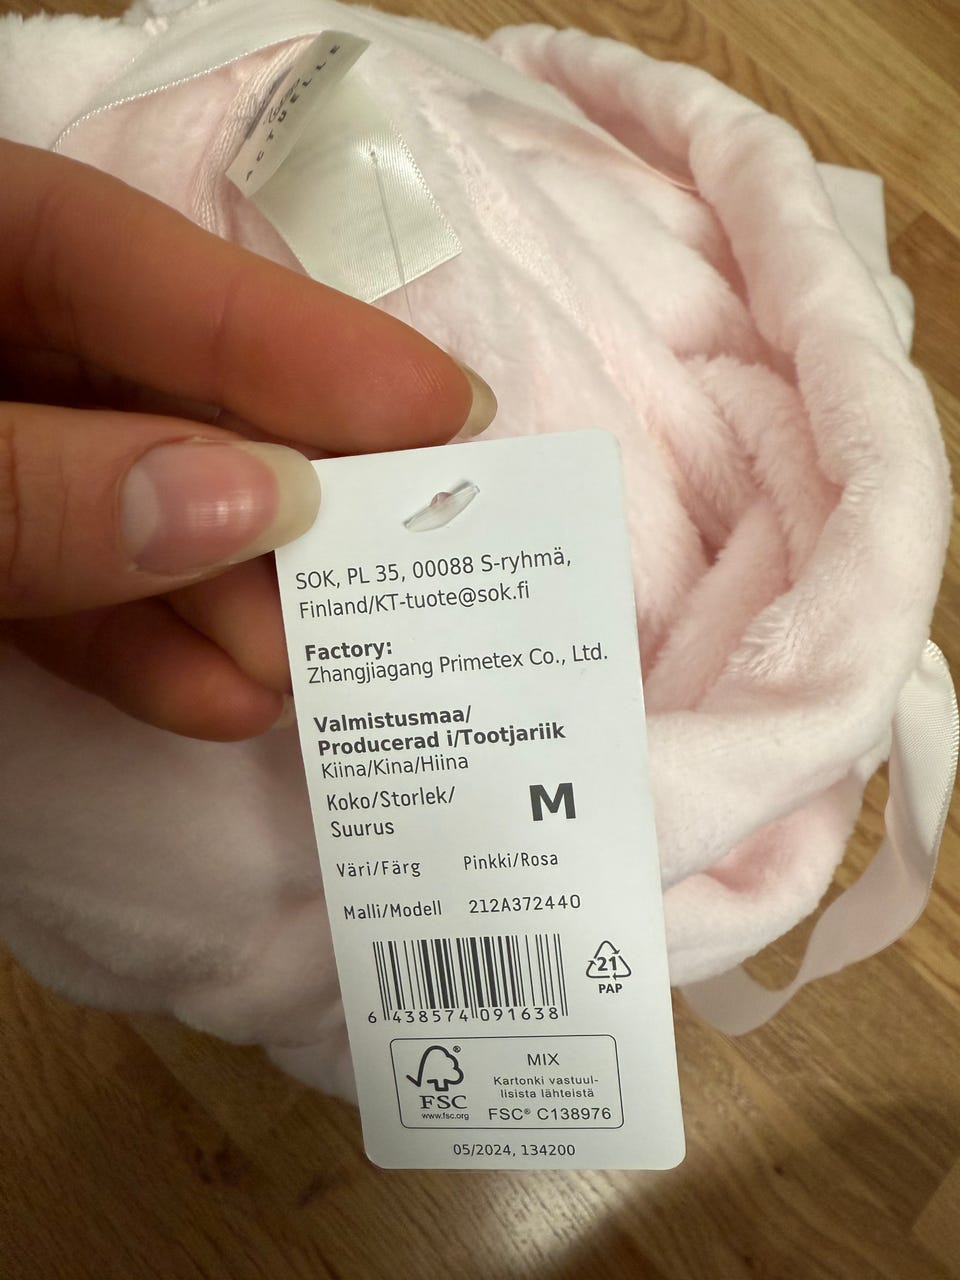 ACTUELLE
SOK, PL 35, 00088 S-ryhmä,
Finland/KT-tuote@sok.fi
Factory:
Zhangjiagang Primetex Co., Ltd.
Valmistusmaa/
Producerad i/Tootjariik
Kiina/Kina/Hiina
Koko/Storlek/
Suurus
M
Väri/Färg Pinkki/Rosa
Malli/Modell 212A372440
6 438574 091638
21
PAP
FSC®
www.fsc.org
MIX
Kartonki vastuul-
lisista lähteistä
FSC® C138976
05/2024, 134200